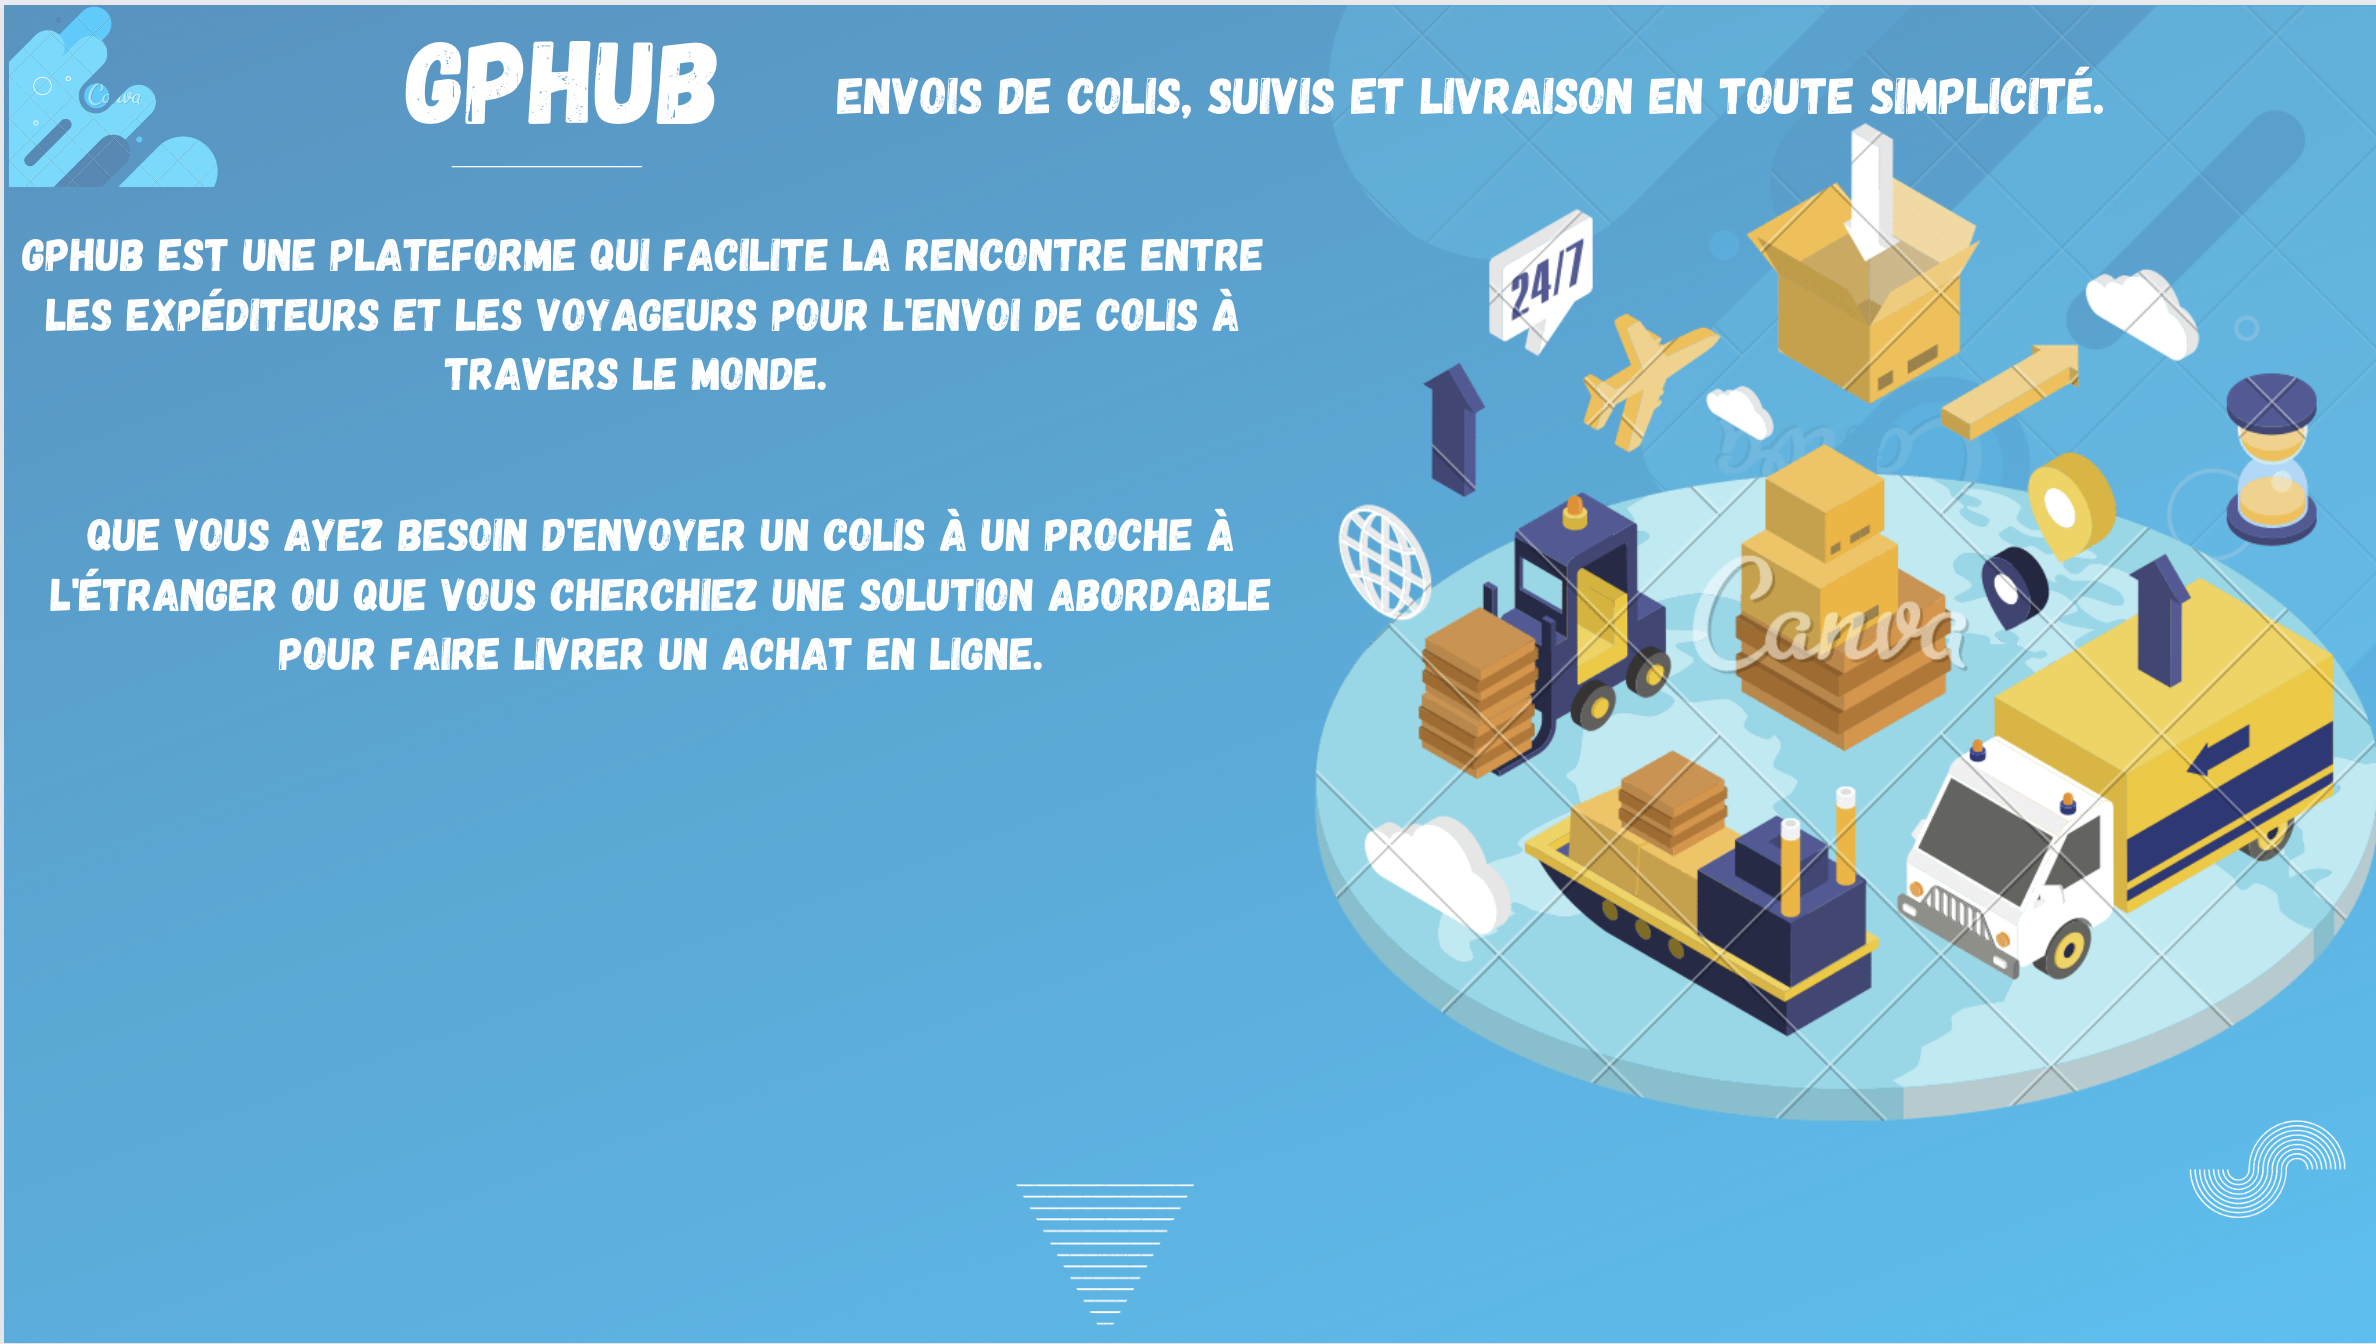 GPHUB
ENVOIS DE COLIS, SUIVIS ET LIVRAISON EN TOUTE SIMPLICITÉ.
GPHUB EST UNE PLATEFORME QUI FACILITE LA RENCONTRE ENTRE
LES EXPÉDITEURS ET LES VOYAGEURS POUR L'ENVOI DE COLIS À
TRAVERS LE MONDE.
QUE VOUS AYEZ BESOIN D'ENVOYER UN COLIS À UN PROCHE À
L'ÉTRANGER OU QUE VOUS CHERCHIEZ UNE SOLUTION ABORDABLE
POUR FAIRE LIVRER UN ACHAT EN LIGNE.
24/7
Canva
Canva